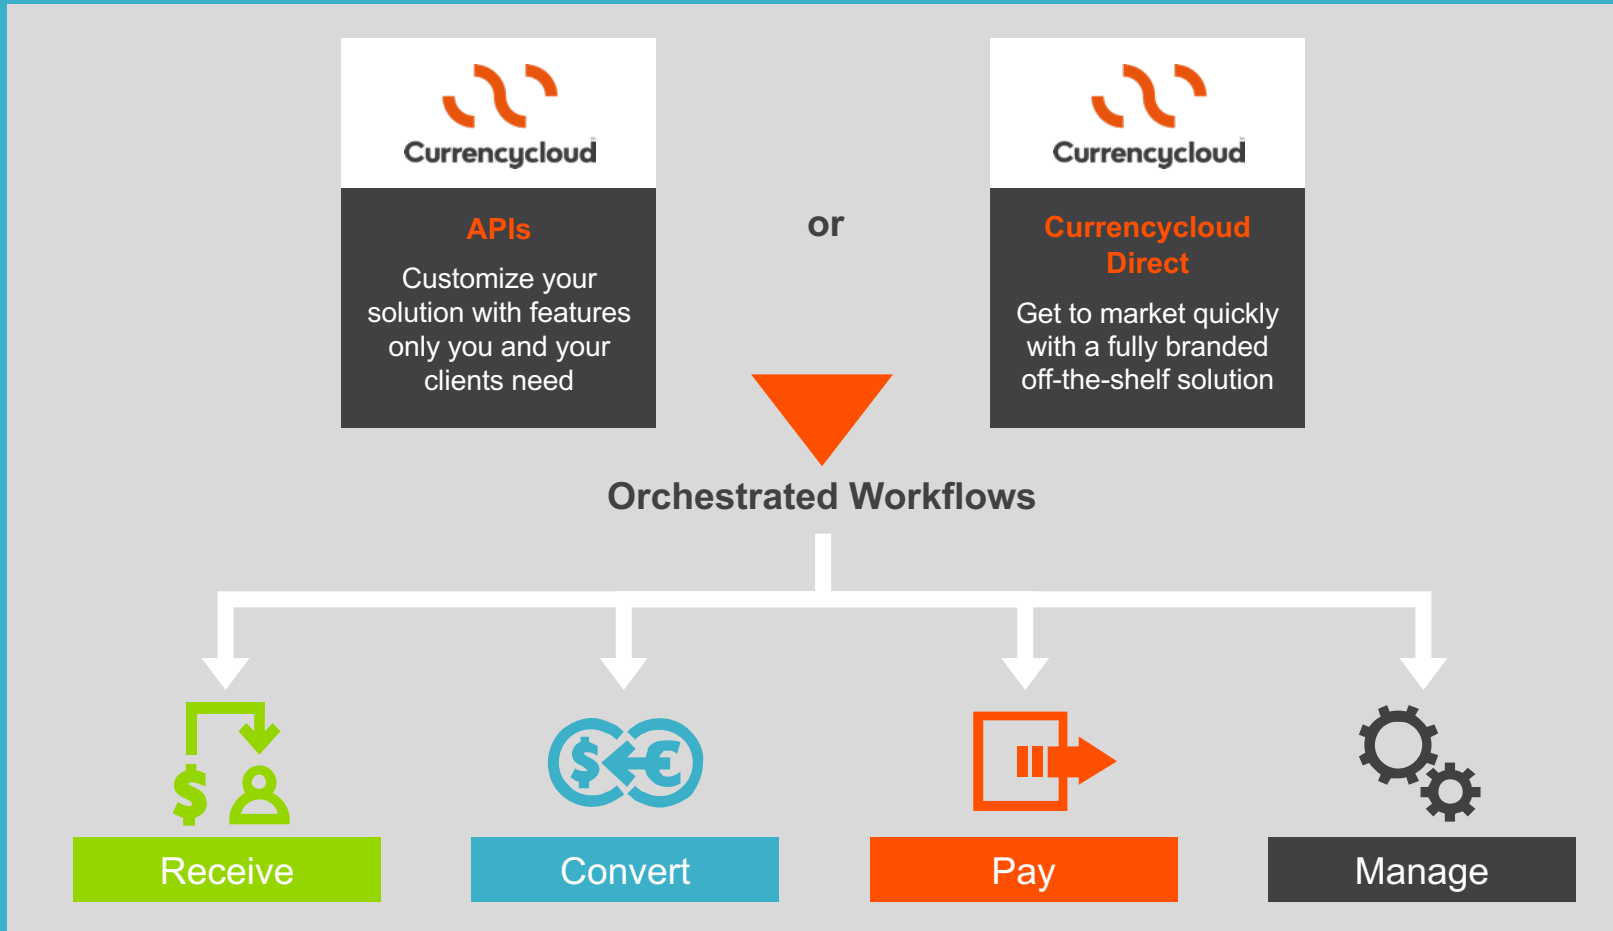 Currencycloud
APIs
Customize your
solution with features
only you and your
clients need
or
Currencycloud
Currencycloud
Direct
Get to market quickly
with a fully branded
off-the-shelf solution
Orchestrated Workflows
$
$ €
Receive
Convert
Pay
Manage